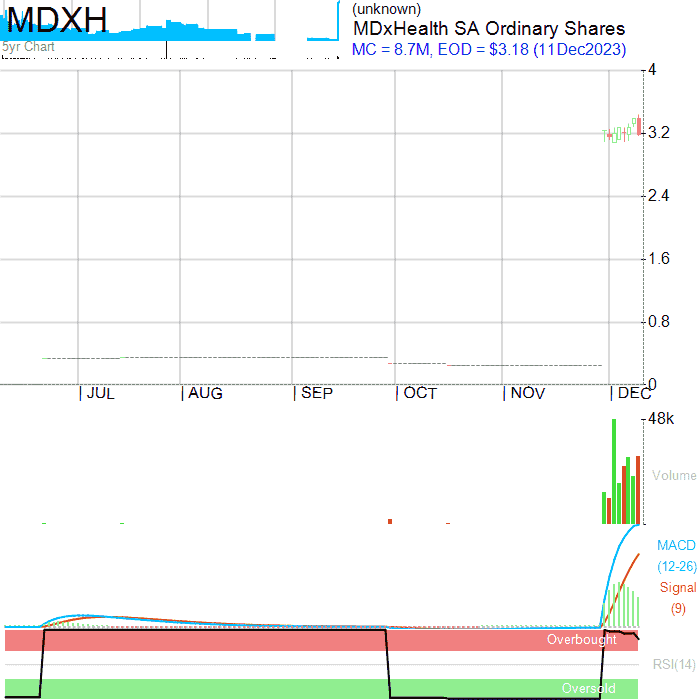 MDXH
(unknown)
MDxHealth SA Ordinary Shares
5yr Chart
MC = 8.7M, EOD = $3.18 (11Dec2023)
4
3.2
2.4
1.6
0.8
0
JUL
AUG
SEP
OCT
NOV
DEC
48k
Volume
MACD
(12-26)
Signal
(9)
Overbought
RSI(14)
Oversold